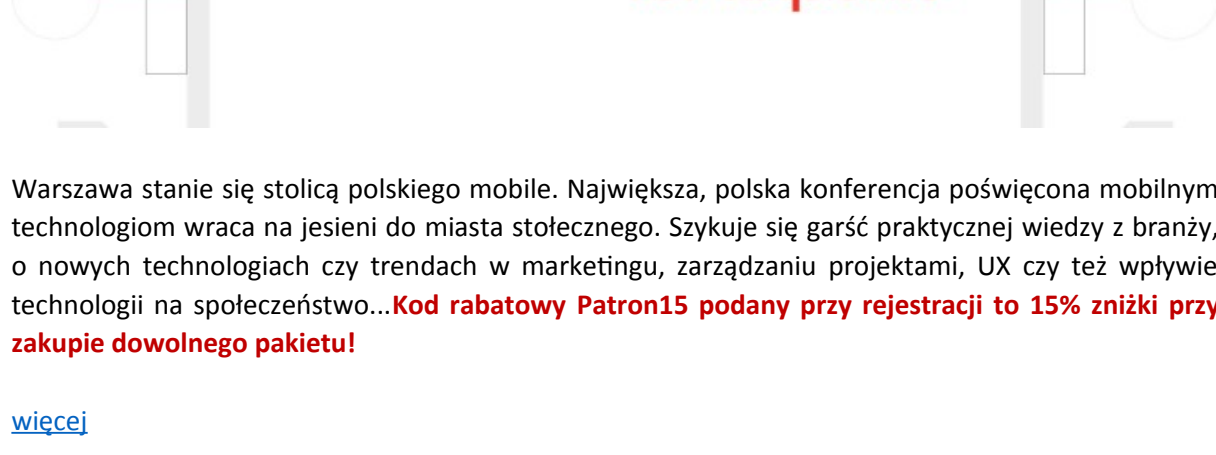 Warszawa stanie się stolicą polskiego mobile. Największa, polska konferencja poświęcona mobilnym
technologiom wraca na jesieni do miasta stołecznego. Szykuje się garść praktycznej wiedzy z branży,
o nowych technologiach czy trendach w marketingu, zarządzaniu projektami, UX czy też wpływie
technologii na społeczeństwo...Kod rabatowy Patron15 podany przy rejestracji to 15% zniżki przy
zakupie dowolnego pakietu!
więcej